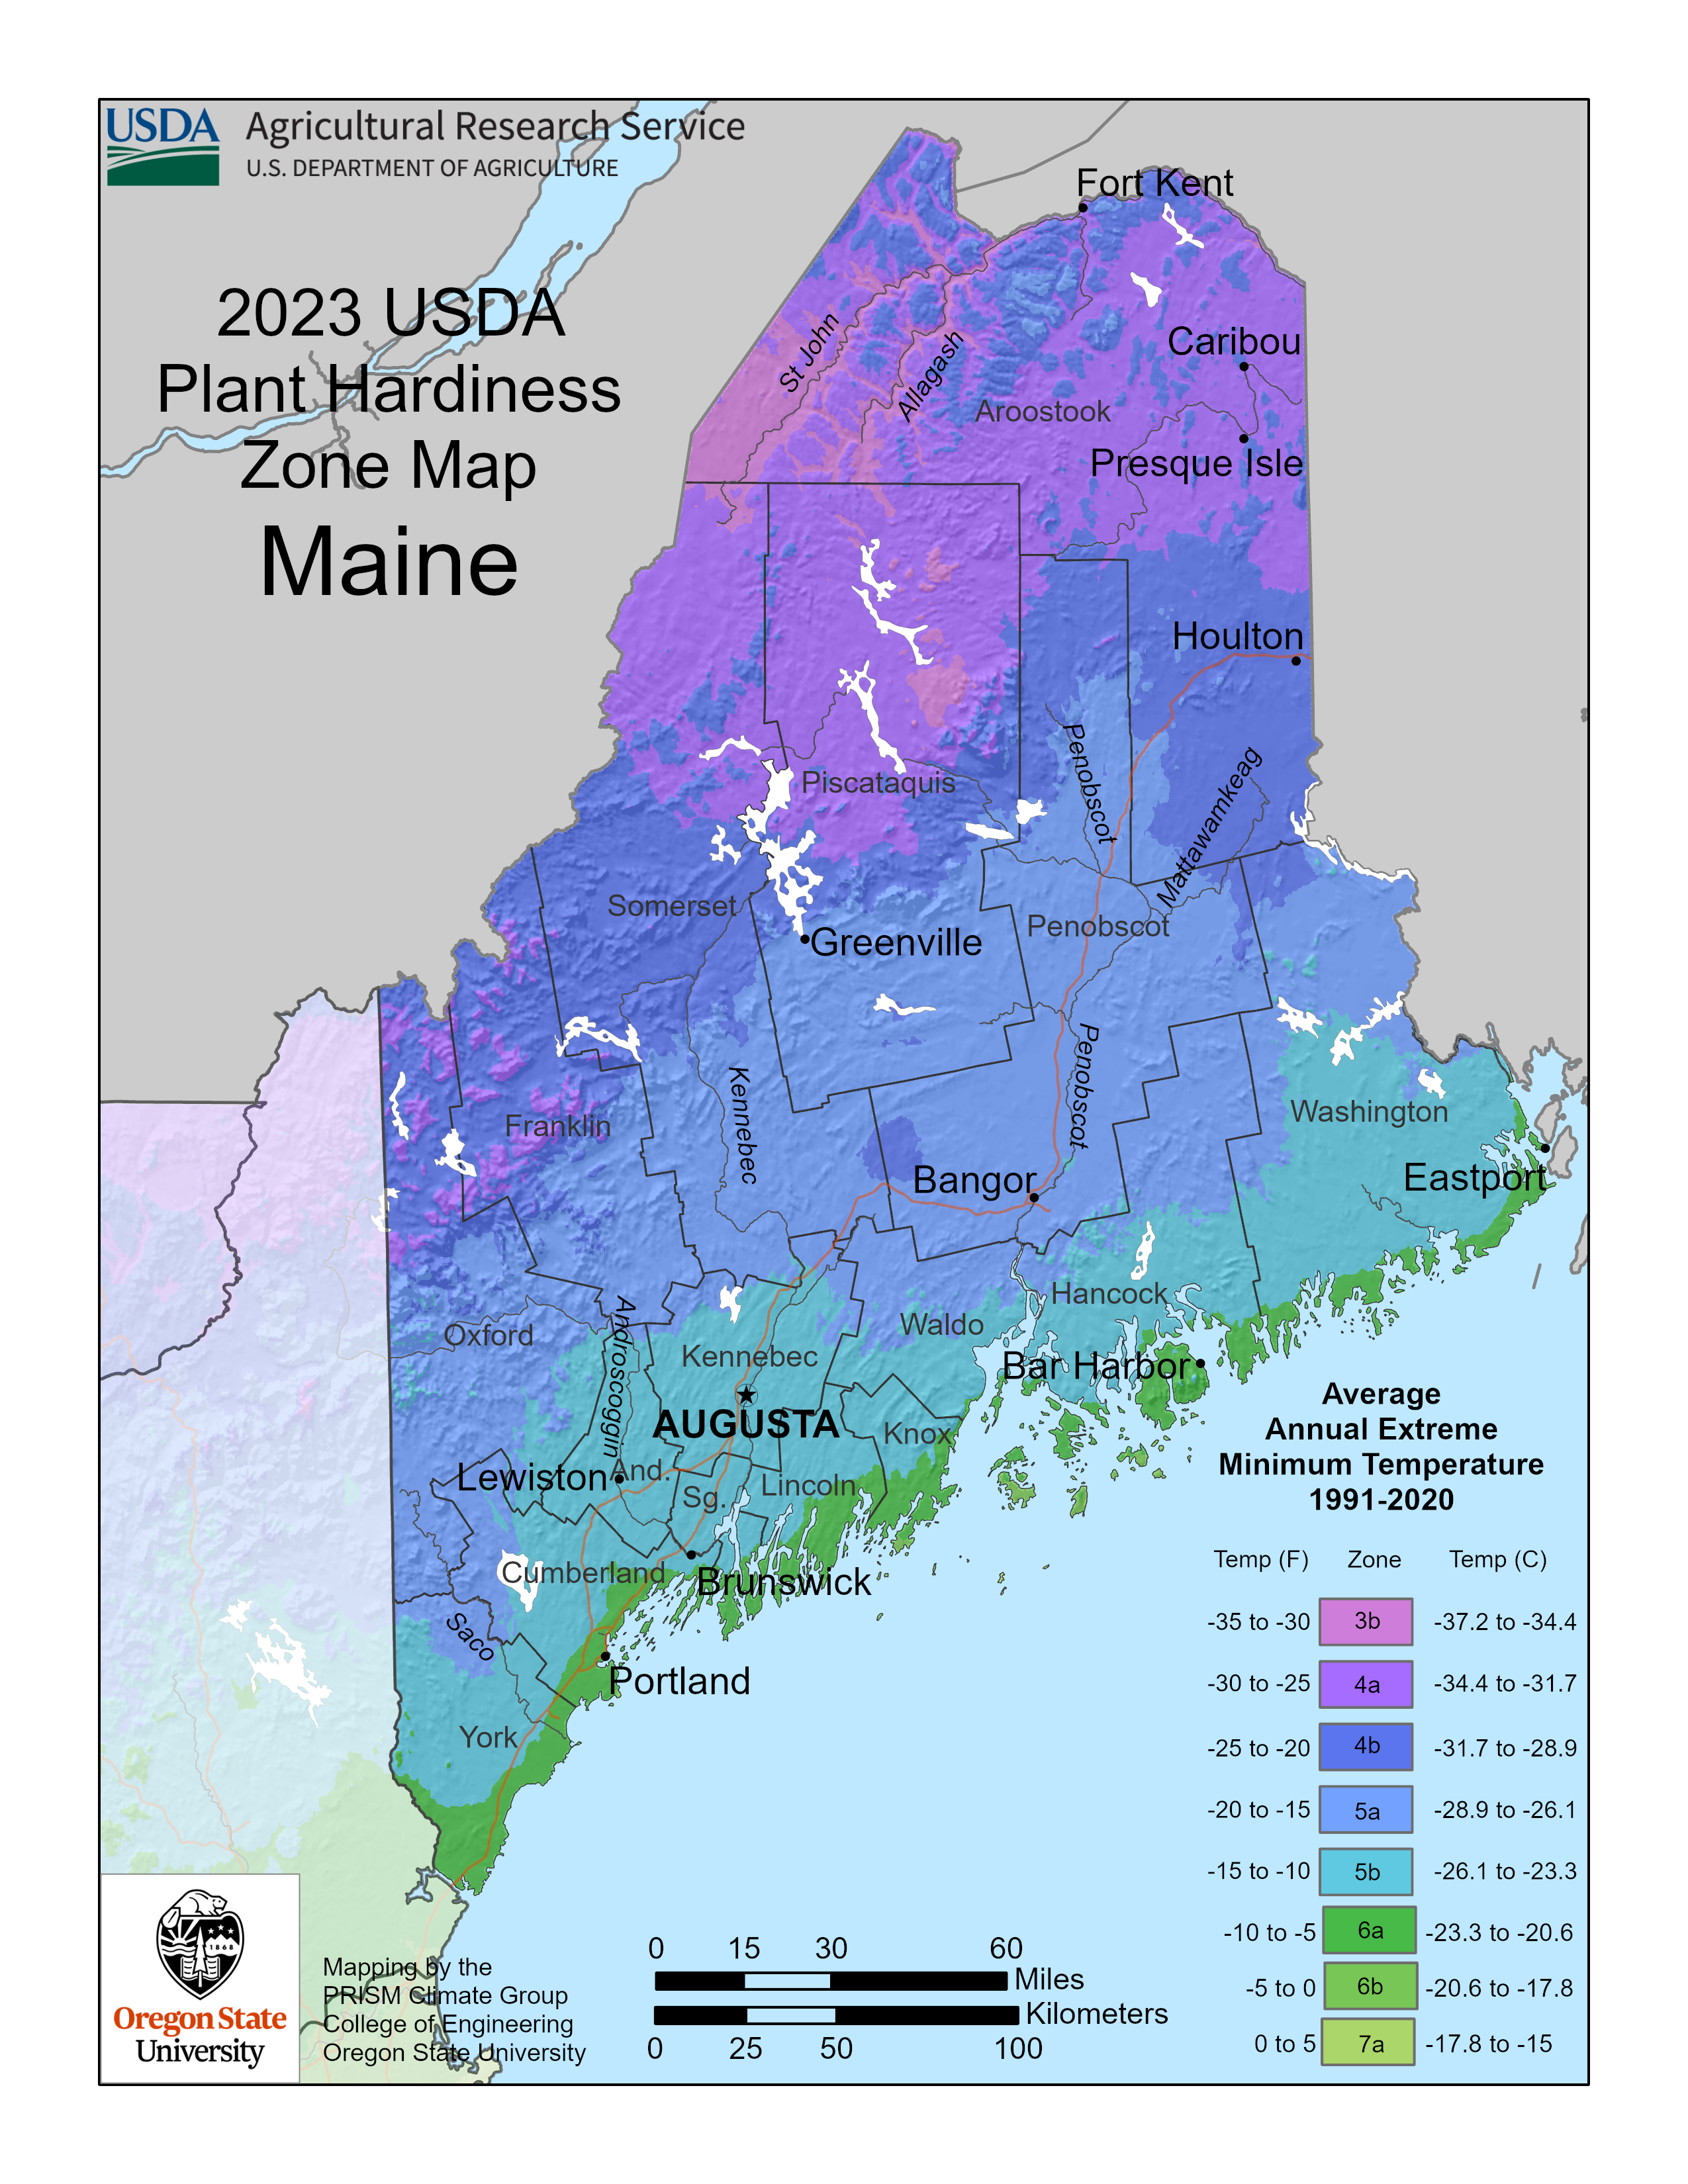 USDA
Agricultural Research Service
U.S. DEPARTMENT OF AGRICULTURE
2023 USDA
Plant Hardiness
Zone Map
Maine
Fort Kent
Caribou
St John
Allagash
Aroostook
Presque Isle
Houlton
Penobscot
Mattawamkeag
Piscataquis
Somerset
Penobscot
Greenville
Kennebec
Penobscot
Franklin
Washington
Bangor
Eastport
Hancock
Androscoggin
Oxford
Waldo
Kennebec
Bar Harbor
AUGUSTA
Knox
Lewiston
And.
Lincoln
Sg.
Cumberland
Brunswick
Saco
Portland
York
Average
Annual Extreme
Minimum Temperature
1991-2020
Temp (F) Zone Temp (C)
-35 to -30 3b -37.2 to -34.4
-30 to -25 4a -34.4 to -31.7
-25 to -20 4b -31.7 to -28.9
-20 to -15 5a -28.9 to -26.1
-15 to -10 5b -26.1 to -23.3
-10 to -5 6a -23.3 to -20.6
-5 to 0 6b -20.6 to -17.8
0 to 5 7a -17.8 to -15
1868
Oregon State
University
Mapping by the
PRISM Climate Group
College of Engineering
Oregon State University
0 15 30 60
Miles
Kilometers
0 25 50 100